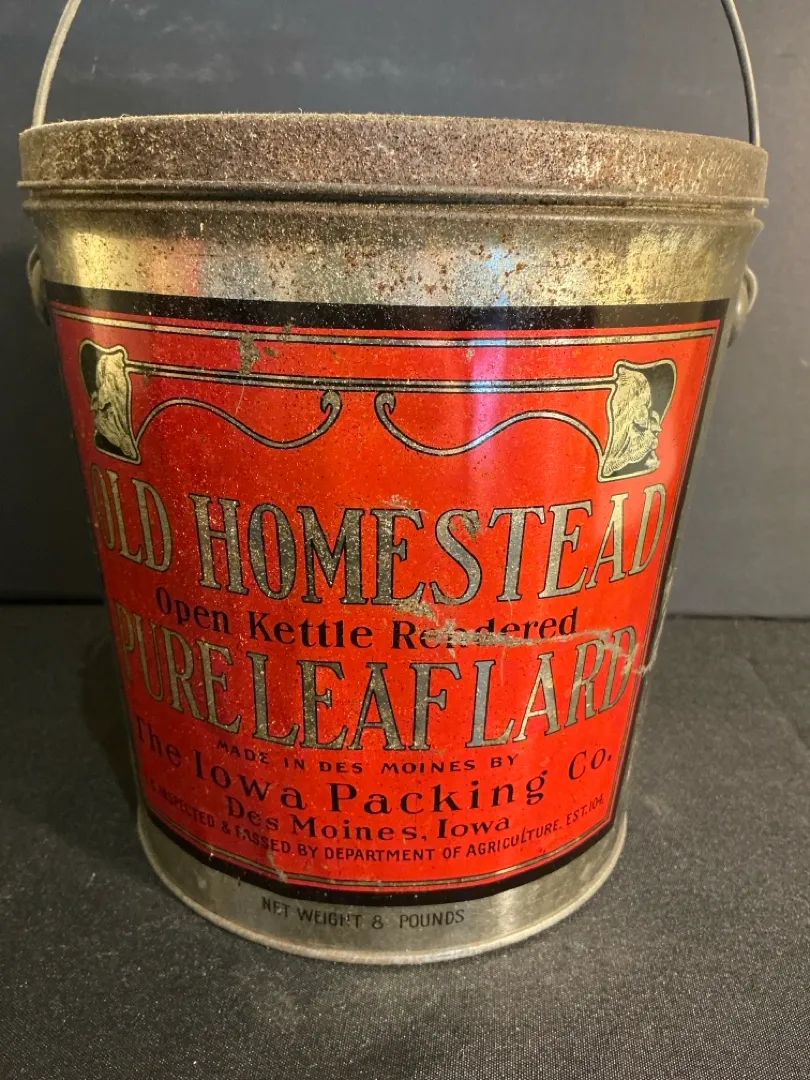 OLD HOMESTEAD
Open Kettle Rendered
PURE LEAF LARD
MADE IN DES MOINES BY
The Iowa Packing Co.
Des Moines, Iowa
INSPECTED & PASSED BY DEPARTMENT OF AGRICULTURE. EST. 104
NET WEIGHT 8 POUNDS